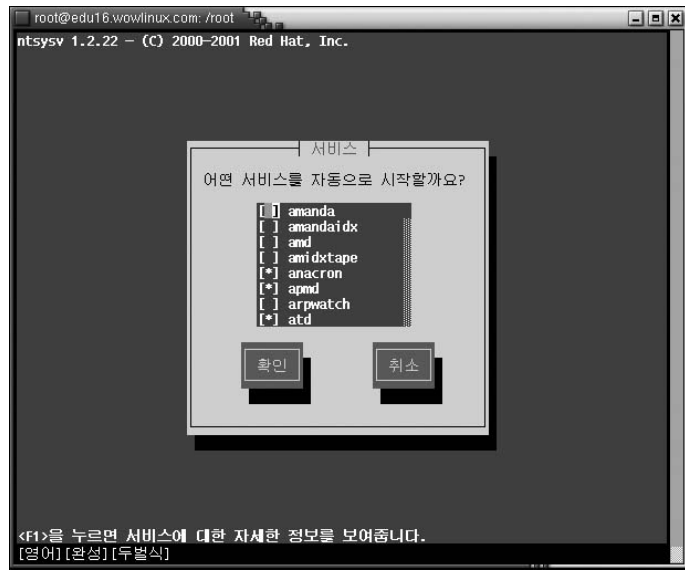 root@edu16.wowlinux.com: /root
ntsysv 1.2.22 - (C) 2000-2001 Red Hat, Inc.
서비스
어떤 서비스를 자동으로 시작할까요?
[ ] amanda
[ ] amandaidx
[ ] amd
[ ] amidxtape
[*] anacron
[*] apmd
[ ] arpwatch
[*] atd
확인 취소
<F1>을 누르면 서비스에 대한 자세한 정보를 보여줍니다.
[영어][완성][두벌식]